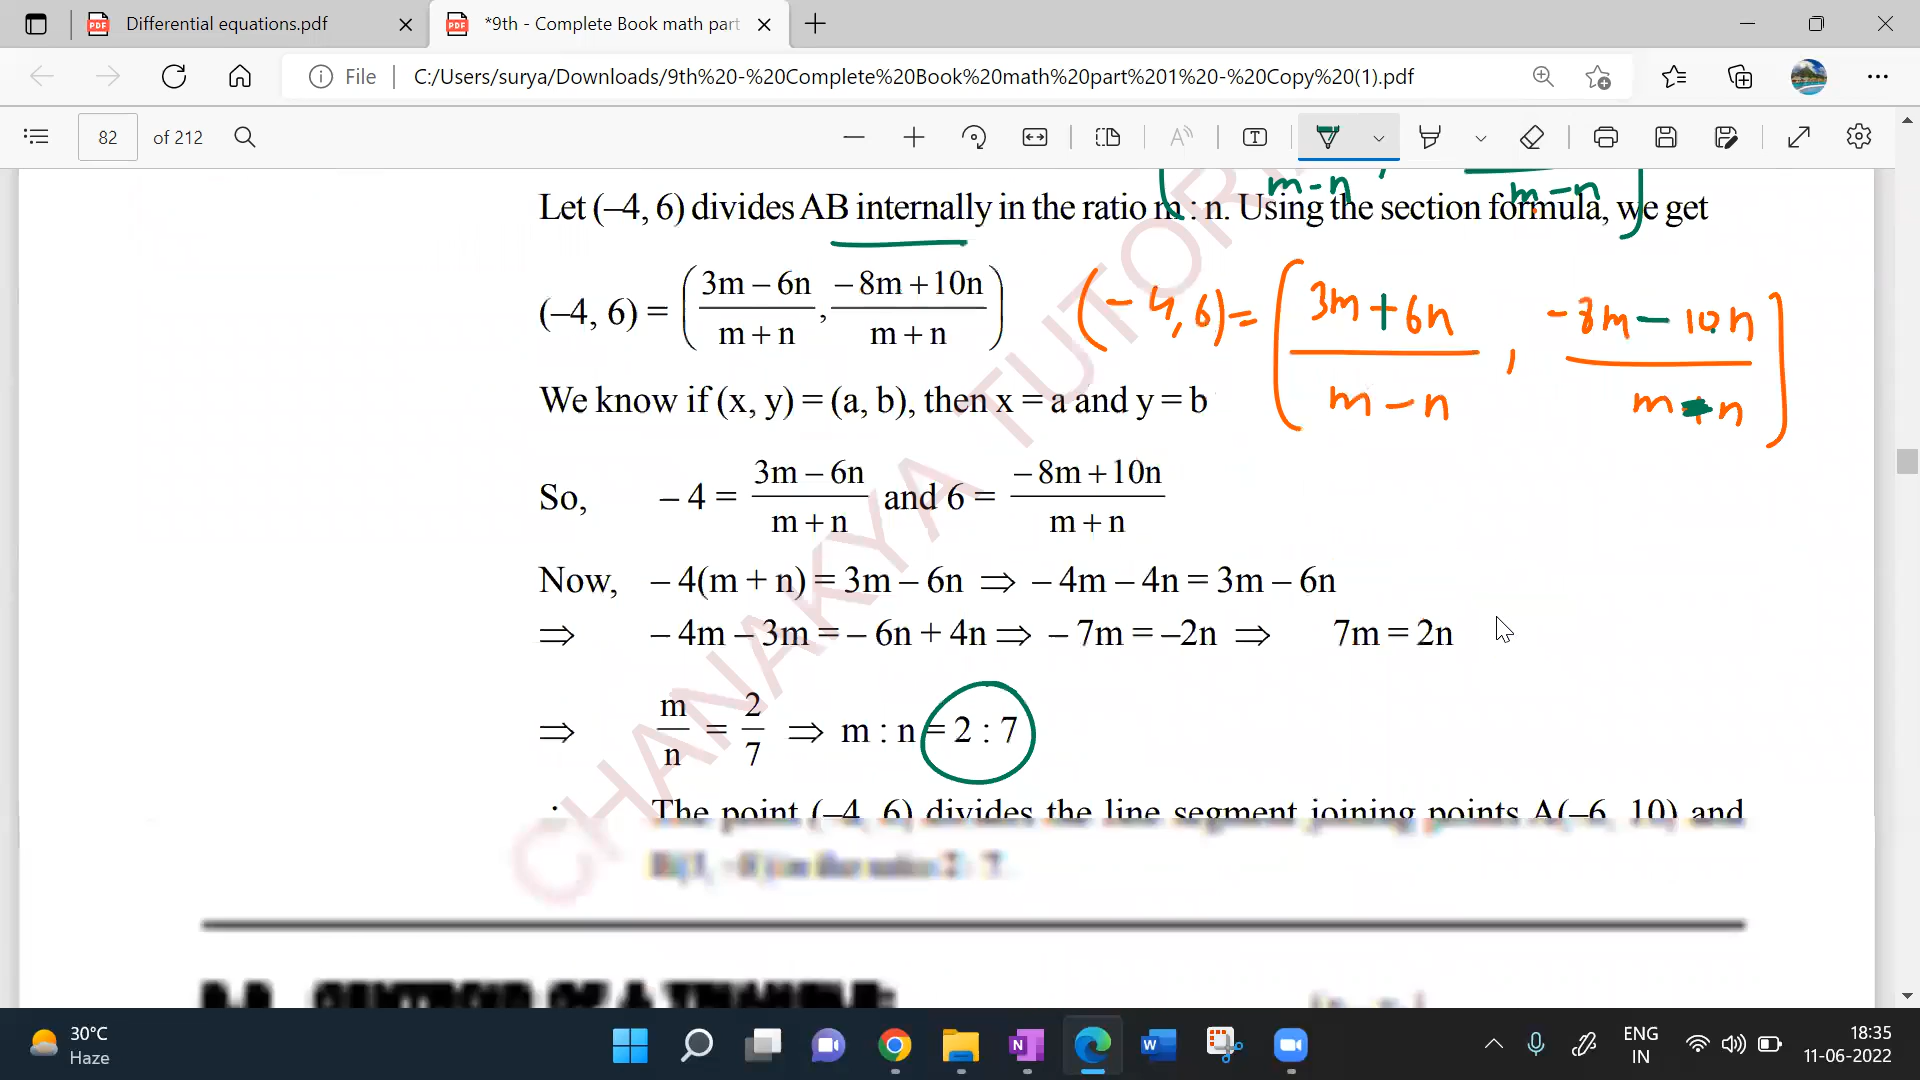 Differential equations.pdf
*9th - Complete Book math part
File
C:/Users/surya/Downloads/9th%20-%20Complete%20Book%20math%20part%201%20-%20Copy%20(1).pdf
82 of 212
m-n , m-n
Let (–4, 6) divides AB internally in the ratio m : n. Using the section formula, we get
(–4, 6) = ( (3m – 6n)/(m + n) , (– 8m + 10n)/(m + n) )
(-4,6) = [ (3m + 6n)/(m - n) , (-8m - 10n)/(m - n) ]
We know if (x, y) = (a, b), then x = a and y = b
So, – 4 = (3m – 6n)/(m + n) and 6 = (– 8m + 10n)/(m + n)
Now, – 4(m + n) = 3m – 6n ⇒ – 4m – 4n = 3m – 6n
⇒ – 4m – 3m = – 6n + 4n ⇒ – 7m = –2n ⇒ 7m = 2n
⇒ m/n = 2/7 ⇒ m : n = 2 : 7
The point (–4, 6) divides the line segment joining points A(–6, 10) and
CHANAKYA TUTORI
30°C
Haze
ENG
IN
18:35
11-06-2022